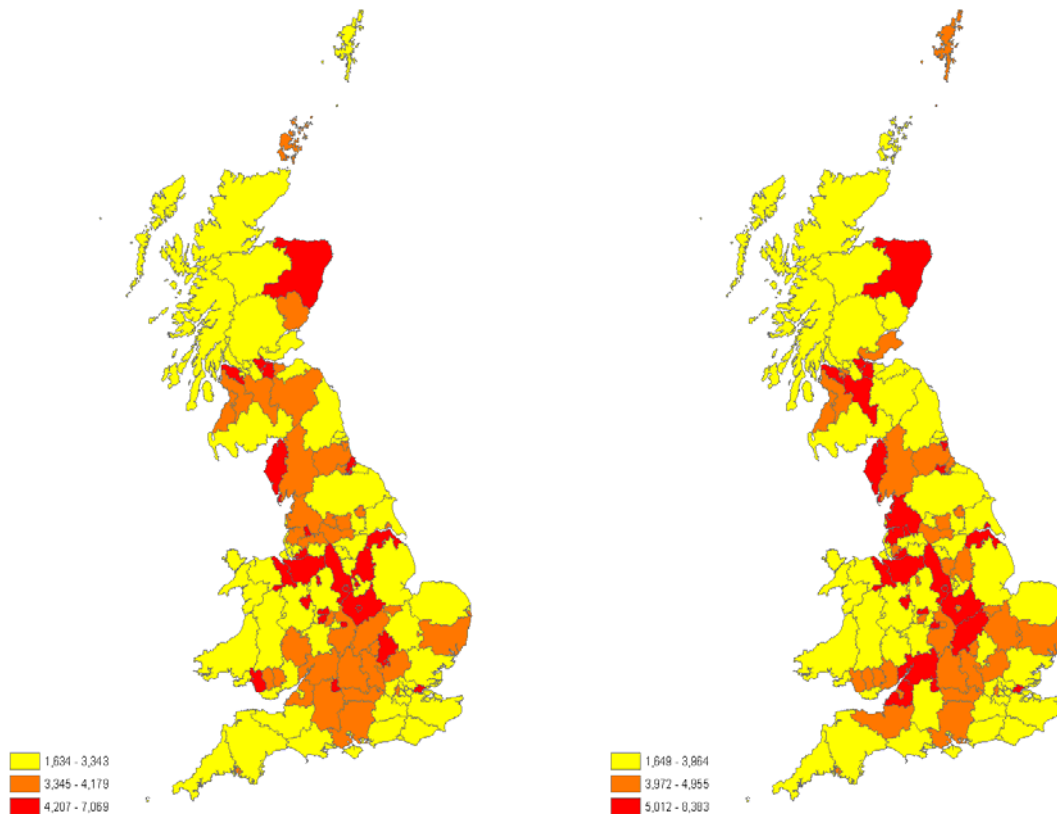 1,634 - 3,343
3,345 - 4,179
4,207 - 7,069
1,649 - 3,964
3,972 - 4,955
5,012 - 8,383